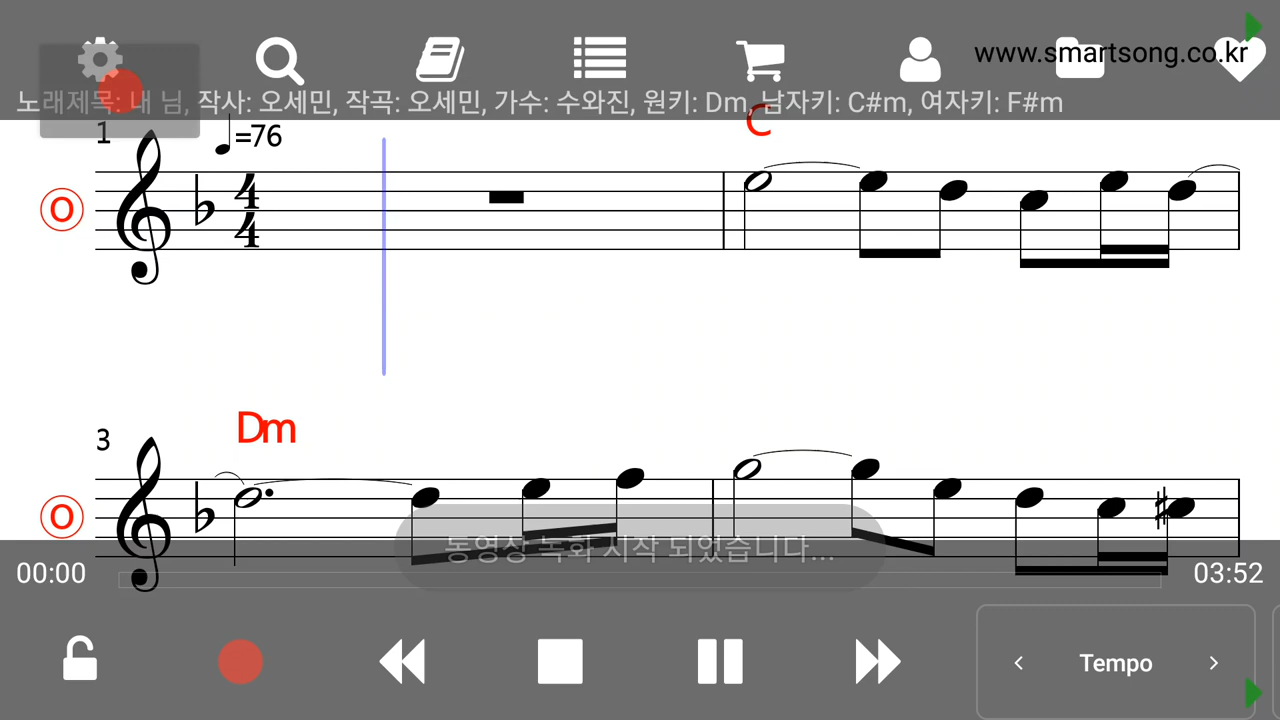 www.smartsong.co.kr
노래제목: 내 님, 작사: 오세민, 작곡: 오세민, 가수: 수와진, 원키: Dm, 남자키: C#m, 여자키: F#m
1
=76
C
O
4
4
Dm
3
O
동영상 녹화 시작 되었습니다...
00:00
03:52
< Tempo >